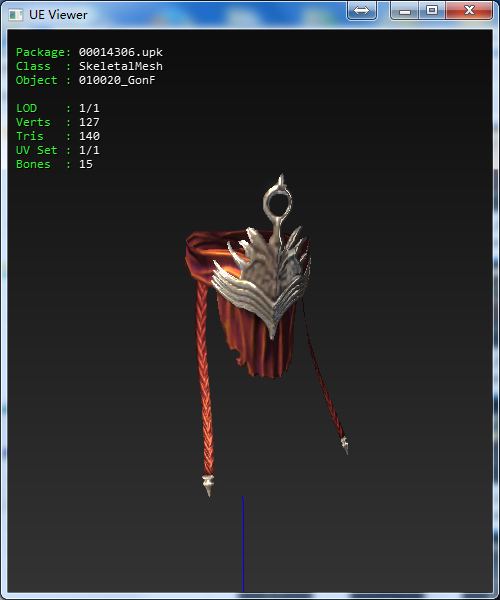 UE Viewer
Package: 00014306.upk
Class : SkeletalMesh
Object : 010020_GonF
LOD : 1/1
Verts : 127
Tris : 140
UV Set : 1/1
Bones : 15